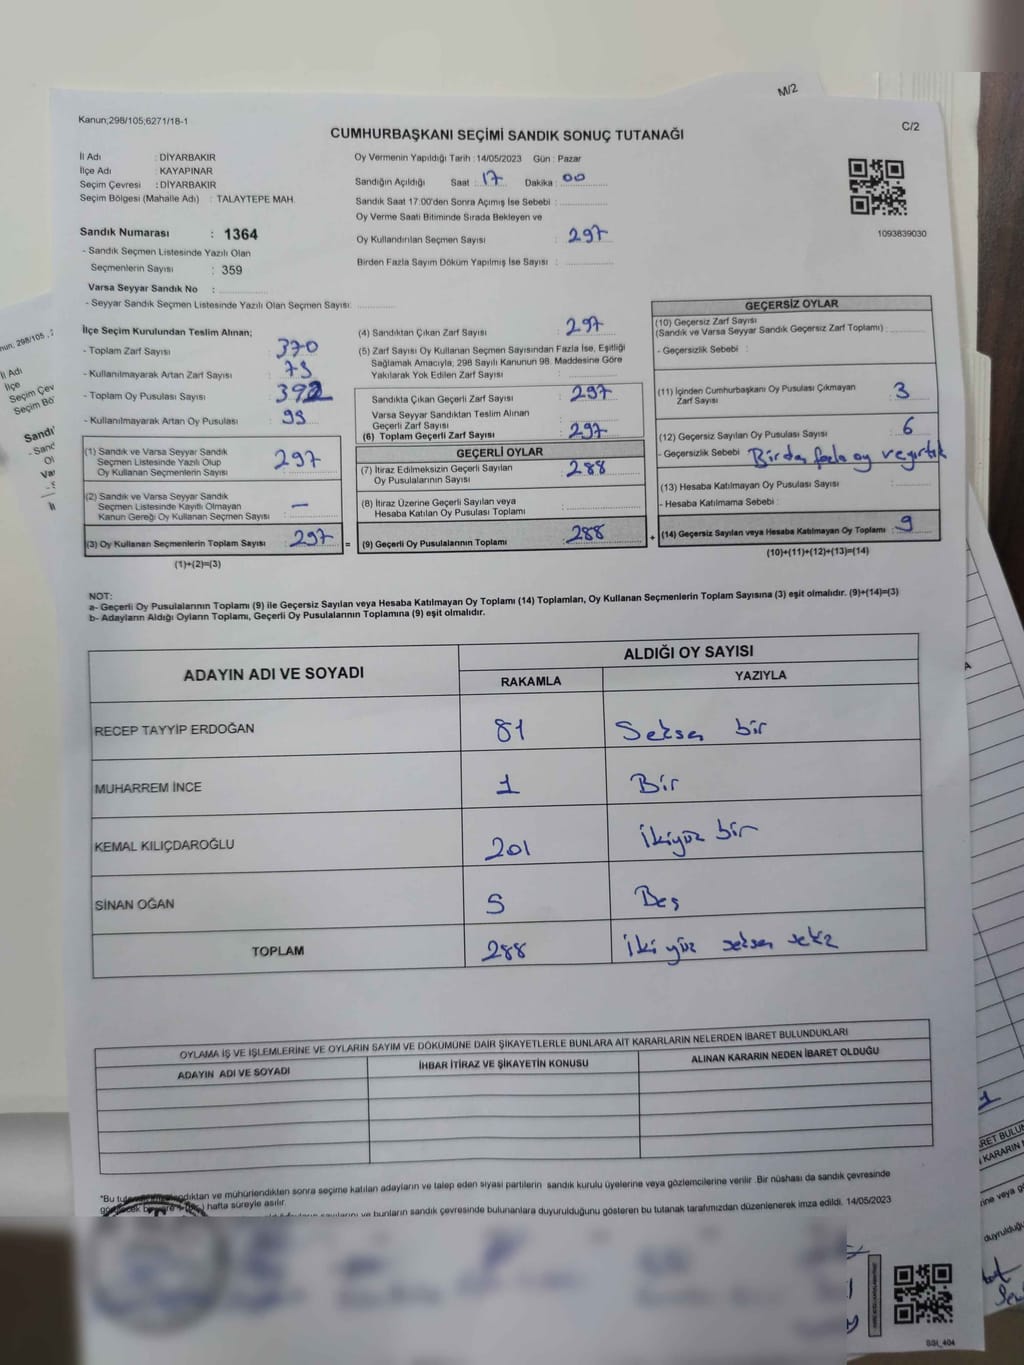 M/2
Kanun;298/105;6271/18-1
C/2
CUMHURBAŞKANI SEÇİMİ SANDIK SONUÇ TUTANAĞI
İl Adı : DİYARBAKIR
İlçe Adı : KAYAPINAR
Seçim Çevresi : DİYARBAKIR
Seçim Bölgesi (Mahalle Adı) : TALAYTEPE MAH.
Sandık Numarası : 1364
- Sandık Seçmen Listesinde Yazılı Olan
Seçmenlerin Sayısı : 359
Varsa Seyyar Sandık No :
- Seyyar Sandık Seçmen Listesinde Yazılı Olan Seçmen Sayısı:
Oy Vermenin Yapıldığı Tarih : 14/05/2023 Gün : Pazar
Sandığın Açıldığı Saat : 17 Dakika : 00
Sandık Saat 17:00'den Sonra Açımış İse Sebebi :
Oy Verme Saati Bitiminde Sırada Bekleyen ve
Oy Kullandırılan Seçmen Sayısı : 297
Birden Fazla Sayım Döküm Yapılmış İse Sayısı :
1093839030
İlçe Seçim Kurulundan Teslim Alınan;
- Toplam Zarf Sayısı : 370
- Kullanılmayarak Artan Zarf Sayısı : 73
- Toplam Oy Pusulası Sayısı : 392
- Kullanılmayarak Artan Oy Pusulası : 95
(1) Sandık ve Varsa Seyyar Sandık
Seçmen Listesinde Yazılı Olup
Oy Kullanan Seçmenlerin Sayısı : 297
(2) Sandık ve Varsa Seyyar Sandık
Seçmen Listesinde Kayıtlı Olmayan
Kanun Gereği Oy Kullanan Seçmen Sayısı : —
(3) Oy Kullanan Seçmenlerin Toplam Sayısı : 297 =
(1)+(2)=(3)
(4) Sandıktan Çıkan Zarf Sayısı : 297
(5) Zarf Sayısı Oy Kullanan Seçmen Sayısından Fazla İse, Eşitliği
Sağlamak Amacıyla, 298 Sayılı Kanunun 98. Maddesine Göre
Yakılarak Yok Edilen Zarf Sayısı :
Sandıkta Çıkan Geçerli Zarf Sayısı : 297
Varsa Seyyar Sandıktan Teslim Alınan
Geçerli Zarf Sayısı :
(6) Toplam Geçerli Zarf Sayısı : 297
GEÇERLİ OYLAR
(7) İtiraz Edilmeksizin Geçerli Sayılan
Oy Pusulalarının Sayısı : 288
(8) İtiraz Üzerine Geçerli Sayılan veya
Hesaba Katılan Oy Pusulası Toplamı :
(9) Geçerli Oy Pusulalarının Toplamı : 288 +
GEÇERSİZ OYLAR
(10) Geçersiz Zarf Sayısı
(Sandık ve Varsa Seyyar Sandık Geçersiz Zarf Toplamı) :
- Geçersizlik Sebebi :
(11) İçinden Cumhurbaşkanı Oy Pusulası Çıkmayan
Zarf Sayısı : 3
(12) Geçersiz Sayılan Oy Pusulası Sayısı : 6
- Geçersizlik Sebebi : Birden fazla oy ve yırtık
(13) Hesaba Katılmayan Oy Pusulası Sayısı :
- Hesaba Katılmama Sebebi :
(14) Geçersiz Sayılan veya Hesaba Katılmayan Oy Toplamı : 9
(10)+(11)+(12)+(13)=(14)
NOT:
a- Geçerli Oy Pusulalarının Toplamı (9) ile Geçersiz Sayılan veya Hesaba Katılmayan Oy Toplamı (14) Toplamları, Oy Kullanan Seçmenlerin Toplam Sayısına (3) eşit olmalıdır. (9)+(14)=(3)
b- Adayların Aldığı Oyların Toplamı, Geçerli Oy Pusulalarının Toplamına (9) eşit olmalıdır.
ADAYIN ADI VE SOYADI
ALDIĞI OY SAYISI
RAKAMLA YAZIYLA
RECEP TAYYİP ERDOĞAN 81 Seksen bir
MUHARREM İNCE 1 Bir
KEMAL KILIÇDAROĞLU 201 İkiyüz bir
SİNAN OĞAN 5 Beş
TOPLAM 288 İki yüz seksen sekiz
OYLAMA İŞ VE İŞLEMLERİNE VE OYLARIN SAYIM VE DÖKÜMÜNE DAİR ŞİKAYETLERLE BUNLARA AİT KARARLARIN NELERDEN İBARET BULUNDUKLARI
ADAYIN ADI VE SOYADI İHBAR İTİRAZ VE ŞİKAYETİN KONUSU ALINAN KARARIN NEDEN İBARET OLDUĞU
*Bu ve mühürlendikten sonra seçime katılan adayların ve talep eden siyasi partilerin sandık kurulu üyelerine veya gözlemcilerine verilir. Bir nüshası da sandık çevresinde
hafta süreyle asılır.
ve bunların sandık çevresinde bulunanlara duyurulduğunu gösteren bu tutanak tarafımızdan düzenlenerek imza edildi. 14/05/2023